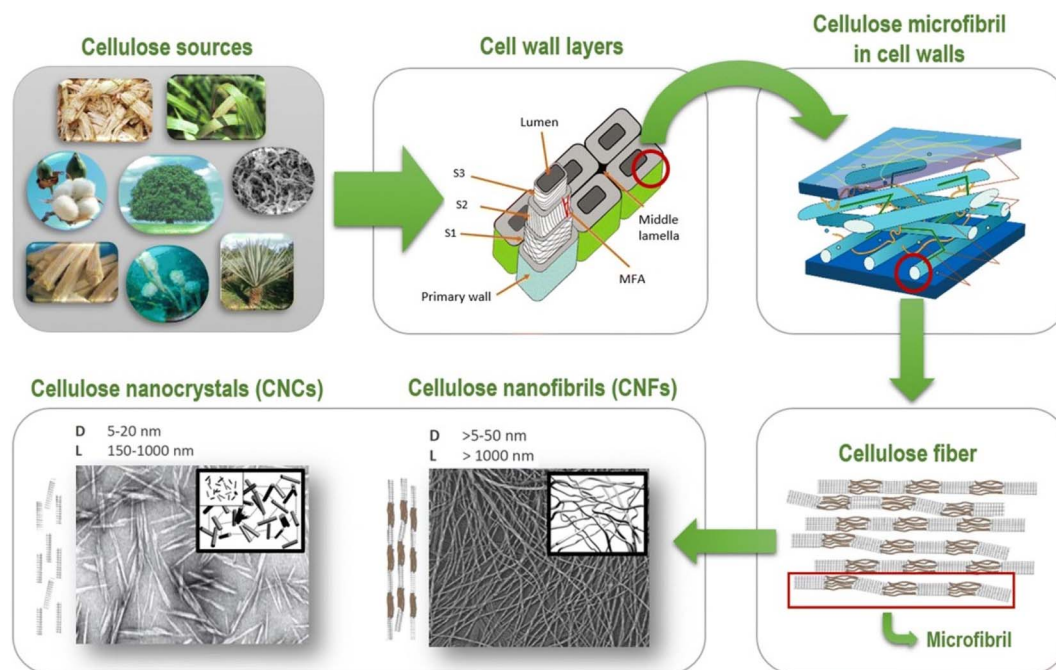 Cellulose sources
Cell wall layers
Cellulose microfibril
in cell walls
Lumen
S3
S2
S1
Middle
lamella
Primary wall
MFA
Cellulose nanocrystals (CNCs)
D 5-20 nm
L 150-1000 nm
Cellulose nanofibrils (CNFs)
D >5-50 nm
L > 1000 nm
Cellulose fiber
Microfibril